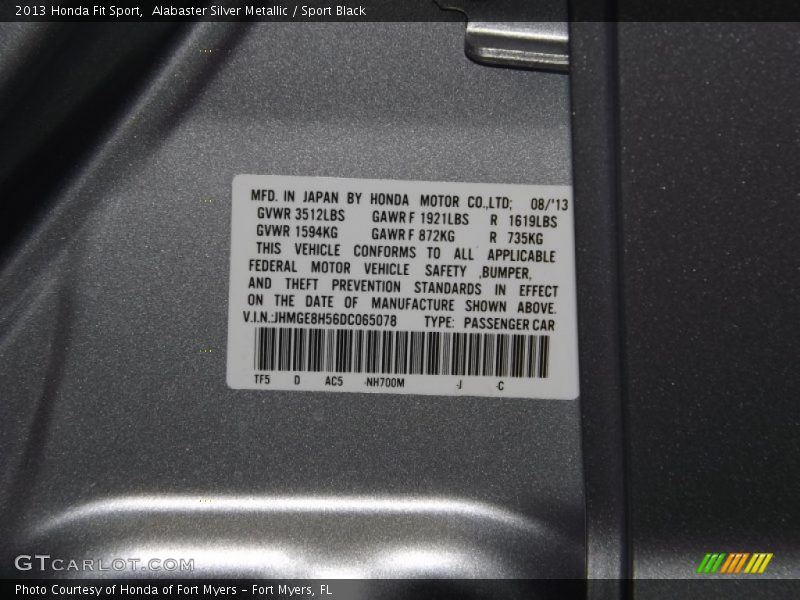 2013 Honda Fit Sport,  Alabaster Silver Metallic / Sport Black
MFD. IN JAPAN BY HONDA MOTOR CO.,LTD; 08/'13
GVWR 3512LBS GAWR F 1921LBS R 1619LBS
GVWR 1594KG GAWR F 872KG R 735KG
THIS VEHICLE CONFORMS TO ALL APPLICABLE
FEDERAL MOTOR VEHICLE SAFETY ,BUMPER,
AND THEFT PREVENTION STANDARDS IN EFFECT
ON THE DATE OF MANUFACTURE SHOWN ABOVE.
V.I.N.:JHMGE8H56DC065078 TYPE: PASSENGER CAR
TF5 D AC5 -NH700M -J -C
GTCARLOT.COM
Photo Courtesy of Honda of Fort Myers – Fort Myers, FL